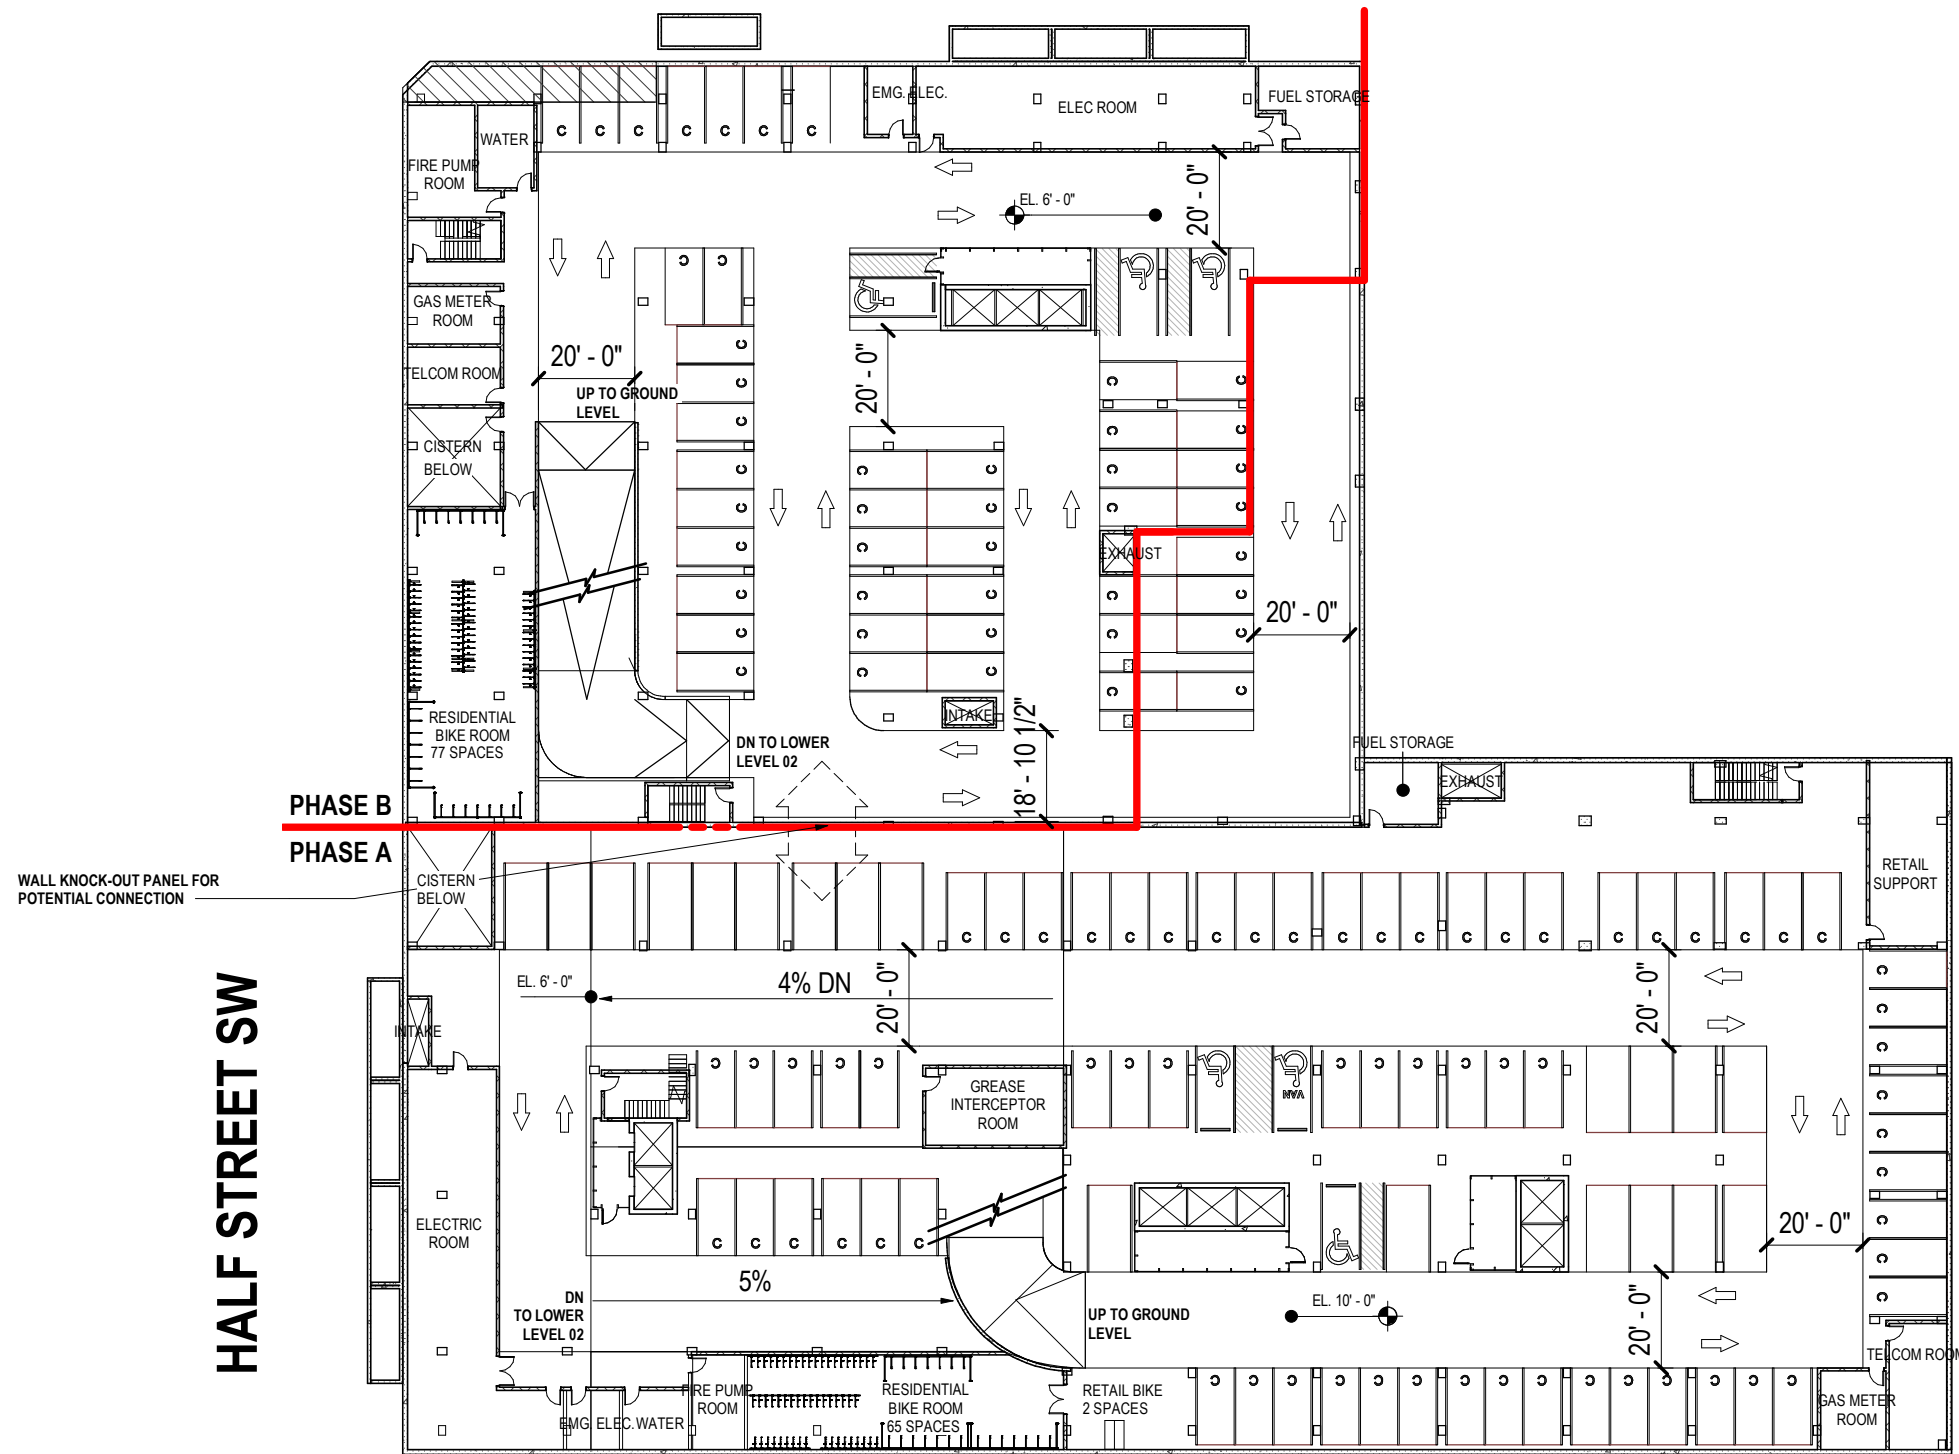 EMG. ELEC.
ELEC ROOM
FUEL STORAGE
C C C C C C C
WATER
FIRE PUMP
ROOM
EL. 6' - 0"
20' - 0"
C C
GAS METER
ROOM
TELCOM ROOM
20' - 0"
UP TO GROUND
LEVEL
20' - 0"
CISTERN
BELOW
C
C
C
C
C
C
C
C
C
C C
C C
C C
C C
C C
C C
C C
C C
C C
C C
EXHAUST
C
C C
C C
20' - 0"
INTAKE
18' - 10 1/2"
RESIDENTIAL
BIKE ROOM
77 SPACES
DN TO LOWER
LEVEL 02
FUEL STORAGE
EXHAUST
PHASE B
PHASE A
WALL KNOCK-OUT PANEL FOR
POTENTIAL CONNECTION
CISTERN
BELOW
RETAIL
SUPPORT
C C C C C C C C C C C C C C C C C C C C C
HALF STREET SW
EL. 6' - 0"
4% DN
20' - 0"
20' - 0"
INTAKE
C
C
C
C
C
C
C
C
C
C
C C C C C
GREASE
INTERCEPTOR
ROOM
C C C
VAN
C C C C C C
ELECTRIC
ROOM
C C C C C C
20' - 0"
5%
DN
TO LOWER
LEVEL 02
UP TO GROUND
LEVEL
EL. 10' - 0"
20' - 0"
TELCOM ROOM
FIRE PUMP
ROOM
EMG. ELEC.
WATER
RESIDENTIAL
BIKE ROOM
65 SPACES
RETAIL BIKE
2 SPACES
C C C C C C C C C C C C C C C
GAS METER
ROOM